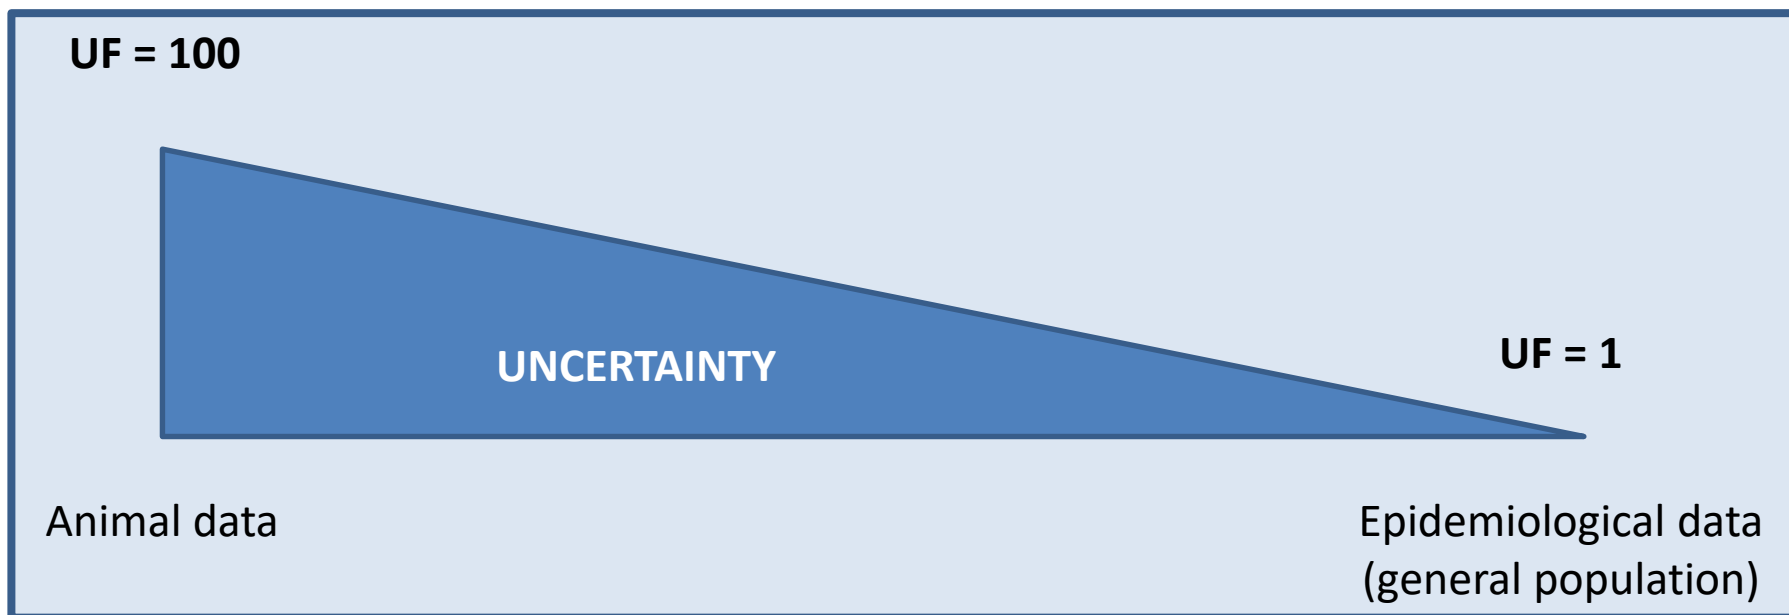 UF = 100
UNCERTAINTY
UF = 1
Animal data
Epidemiological data
(general population)